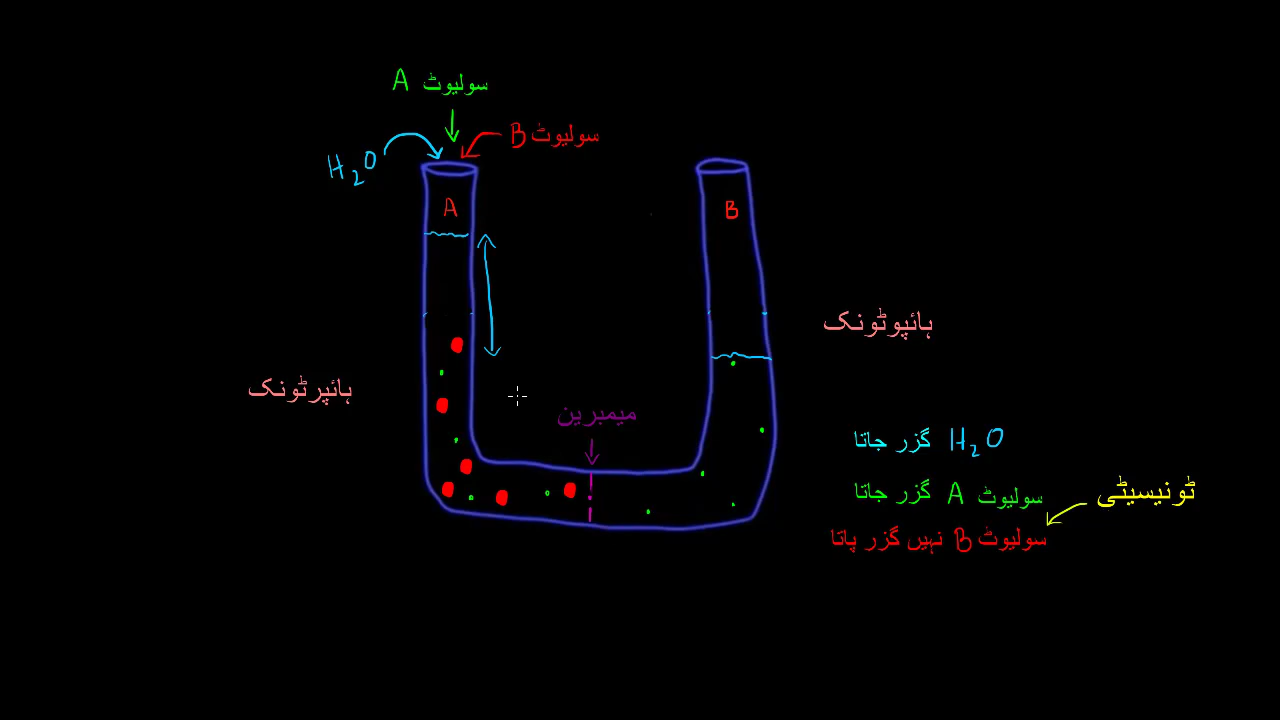 سولیوٹ A
سولیوٹ B
H₂O
A
B
ہائپوٹونک
ہائپرٹونک
میمبرین
H₂O گزر جاتا
سولیوٹ A گزر جاتا
ٹونیسیٹی
سولیوٹ B نہیں گزر پاتا